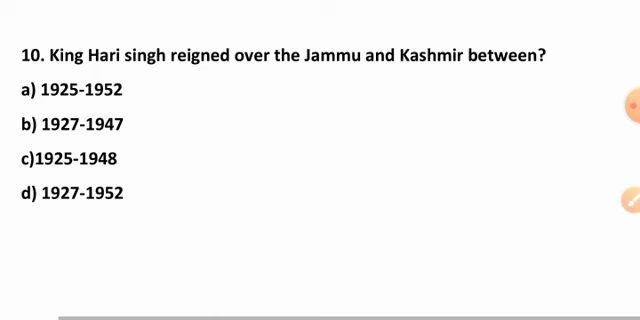 10. King Hari singh reigned over the Jammu and Kashmir between?
a) 1925-1952
b) 1927-1947
c)1925-1948
d) 1927-1952